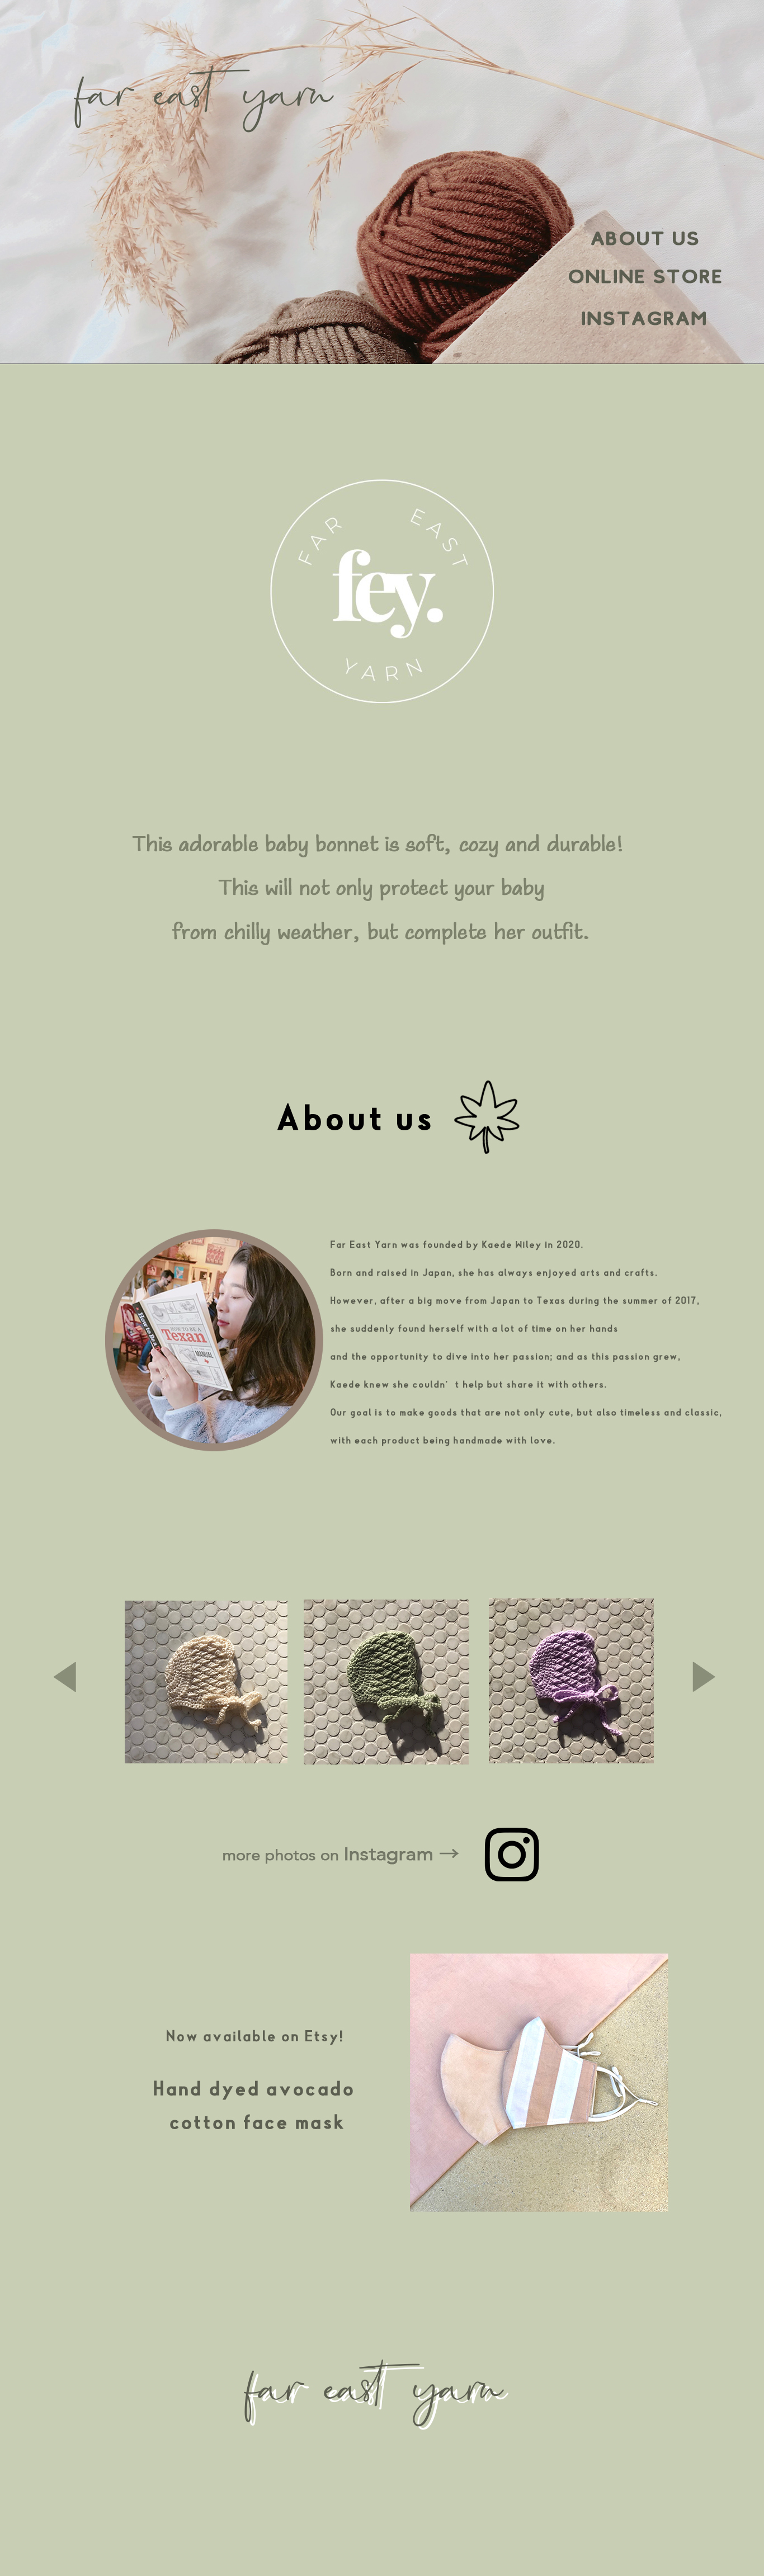 far east yarn
ABOUT US
ONLINE STORE
INSTAGRAM
FAR EAST
fey.
YARN
This adorable baby bonnet is soft, cozy and durable!
This will not only protect your baby
from chilly weather, but complete her outfit.
About us
Far East Yarn was founded by Kaede Wiley in 2020.
Born and raised in Japan, she has always enjoyed arts and crafts.
However, after a big move from Japan to Texas during the summer of 2017,
she suddenly found herself with a lot of time on her hands
and the opportunity to dive into her passion; and as this passion grew,
Kaede knew she couldn' t help but share it with others.
Our goal is to make goods that are not only cute, but also timeless and classic,
with each product being handmade with love.
HOW TO BE A
Texan
more photos on Instagram →
Now available on Etsy!
Hand dyed avocado
cotton face mask
far east yarn